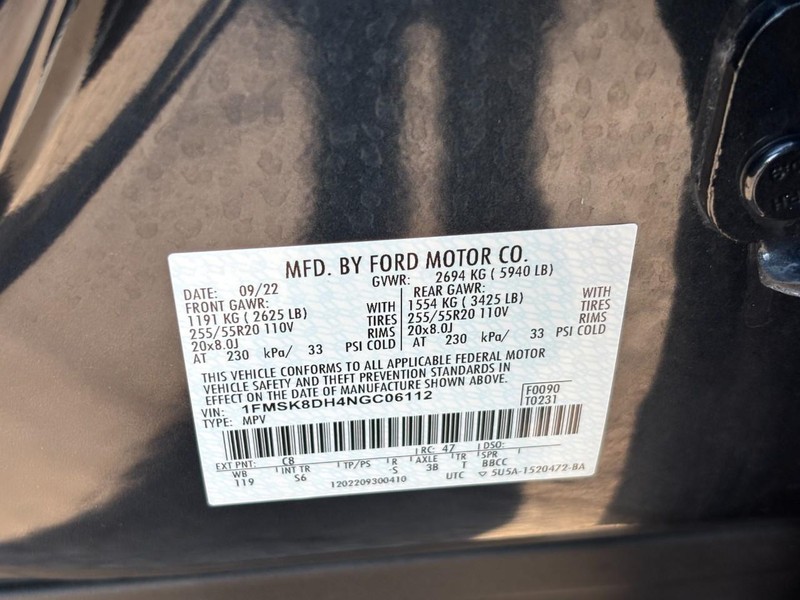 MFD. BY FORD MOTOR CO.
DATE: 09/22 GVWR: 2694 KG ( 5940 LB)
FRONT GAWR: REAR GAWR:
1191 KG ( 2625 LB) WITH 1554 KG ( 3425 LB) WITH
255/55R20 110V TIRES 255/55R20 110V TIRES
20x8.0J RIMS 20x8.0J RIMS
AT 230 kPa/ 33 PSI COLD AT 230 kPa/ 33 PSI COLD
THIS VEHICLE CONFORMS TO ALL APPLICABLE FEDERAL MOTOR
VEHICLE SAFETY AND THEFT PREVENTION STANDARDS IN
EFFECT ON THE DATE OF MANUFACTURE SHOWN ABOVE.
VIN: 1FMSK8DH4NGC06112 F0090
TYPE: MPV T0231
EXT PNT: C8 RC: 47 DSO:
WB INT TR TP/PS R AXLE TR SPR
119 S6 S 3B T BBCC
1202209300410 UTC ▽ 5U5A-1520472-BA